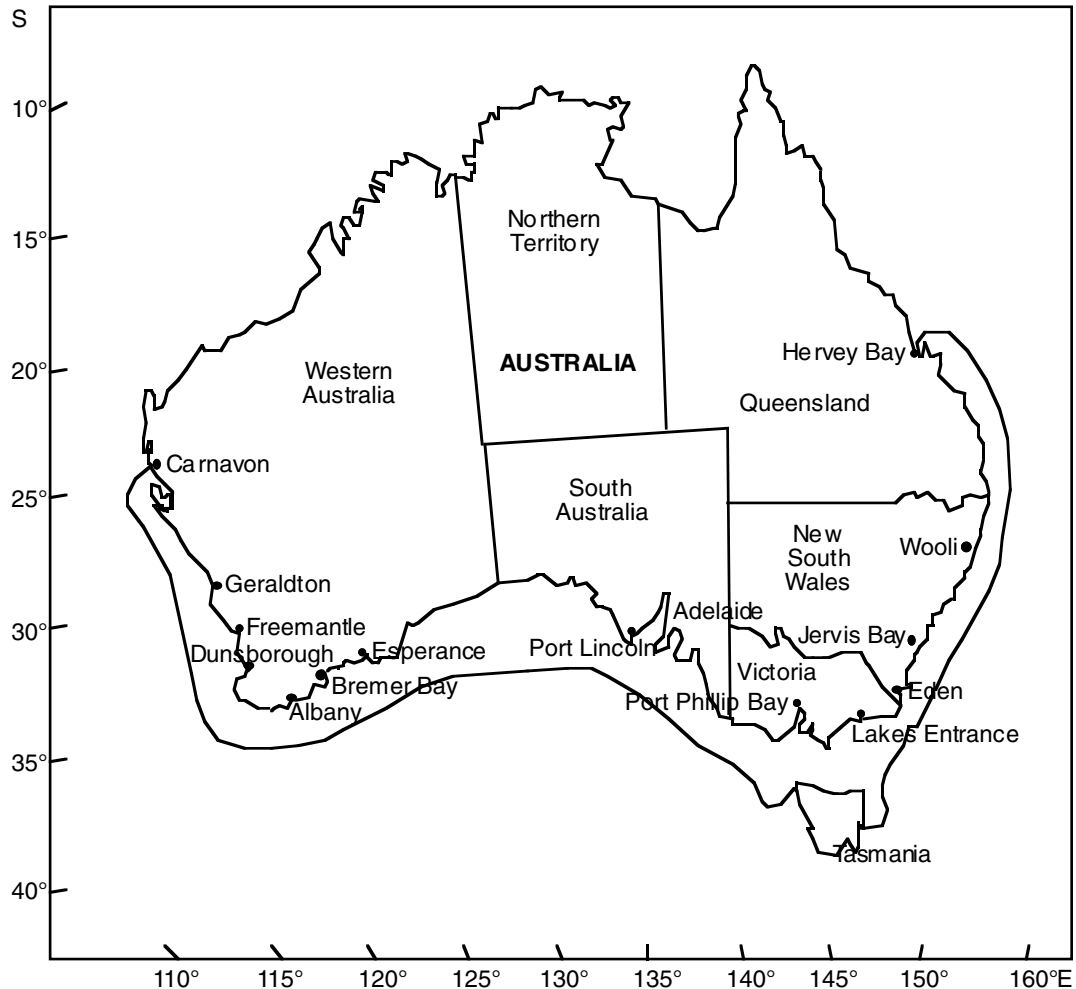 S
10°
15°
20°
25°
30°
35°
40°
Northern
Territory
AUSTRALIA
Western
Australia
Hervey Bay
Queensland
Carnavon
South
Australia
New
South
Wales
Wooli
Geraldton
Freemantle
Dunsborough
Esperance
Bremer Bay
Albany
Port Lincoln
Adelaide
Jervis Bay
Victoria
Port Phillip Bay
Eden
Lakes Entrance
Tasmania
110°
115°
120°
125°
130°
135°
140°
145°
150°
160°E